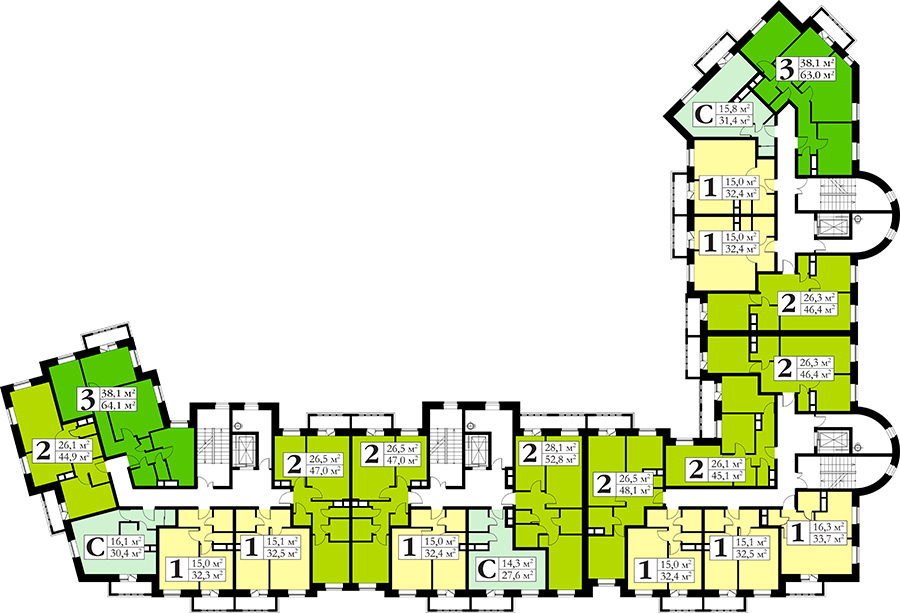 3 38,1 м²
63,0 м²
С 15,8 м²
31,4 м²
1 15,0 м²
32,4 м²
1 15,0 м²
32,4 м²
2 26,3 м²
46,4 м²
2 26,3 м²
46,4 м²
3 38,1 м²
64,1 м²
2 26,1 м²
44,9 м²
2 26,5 м²
47,0 м²
2 26,5 м²
47,0 м²
2 28,1 м²
52,8 м²
2 26,5 м²
48,1 м²
2 26,1 м²
45,1 м²
С 16,1 м²
30,4 м²
1 15,0 м²
32,3 м²
1 15,1 м²
32,5 м²
1 15,0 м²
32,4 м²
С 14,3 м²
27,6 м²
1 15,0 м²
32,4 м²
1 15,1 м²
32,5 м²
1 16,3 м²
33,7 м²